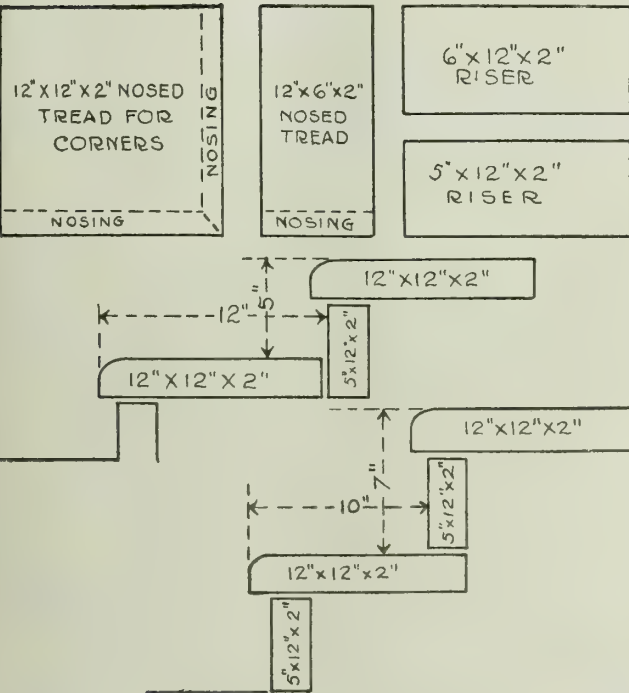 12"X12"X2" NOSED
TREAD FOR
CORNERS
NOSING
NOSING
12"X6"X2"
NOSED
TREAD
NOSING
6"X12"X2"
RISER
5"X12"X2"
RISER
12"X12"X2"
5"
12"
5"X12"X2"
12"X12"X2"
12"X12"X2"
7"
10"
5"X12"X2"
12"X12"X2"
5"X12"X2"